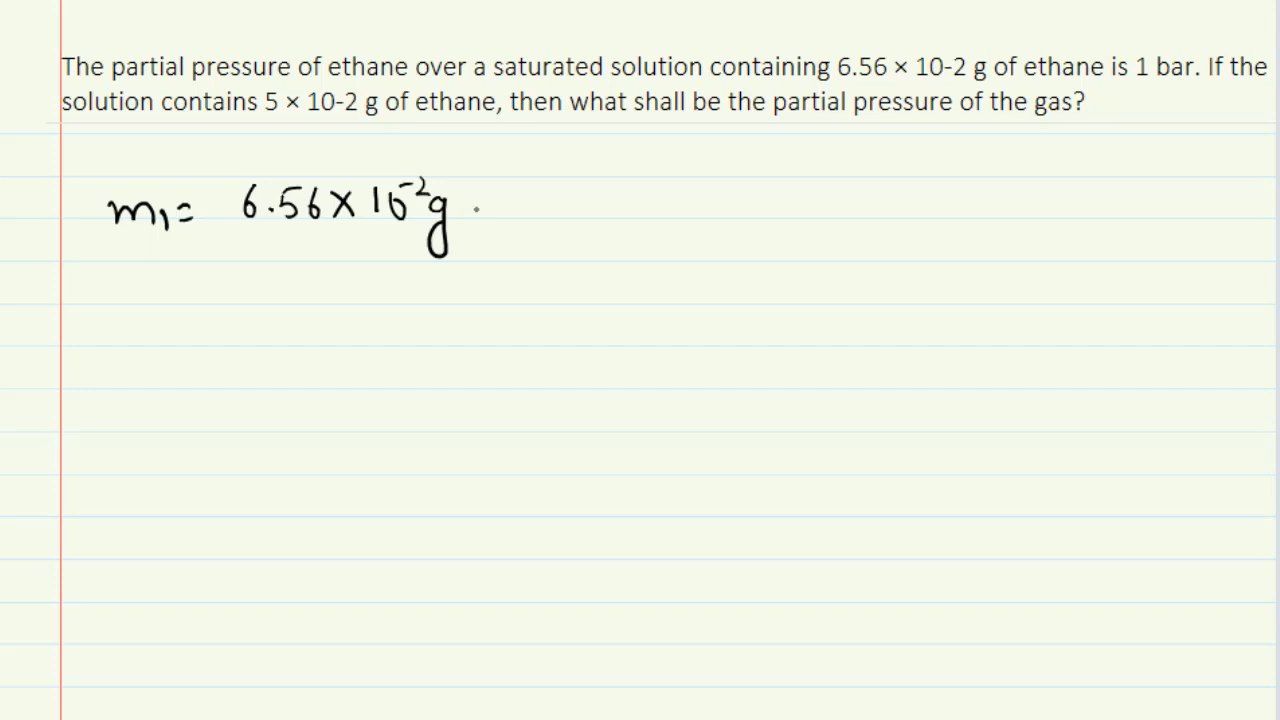 The partial pressure of ethane over a saturated solution containing 6.56 × 10-2 g of ethane is 1 bar. If the
solution contains 5 × 10-2 g of ethane, then what shall be the partial pressure of the gas?
m₁ = 6.56 × 10⁻² g